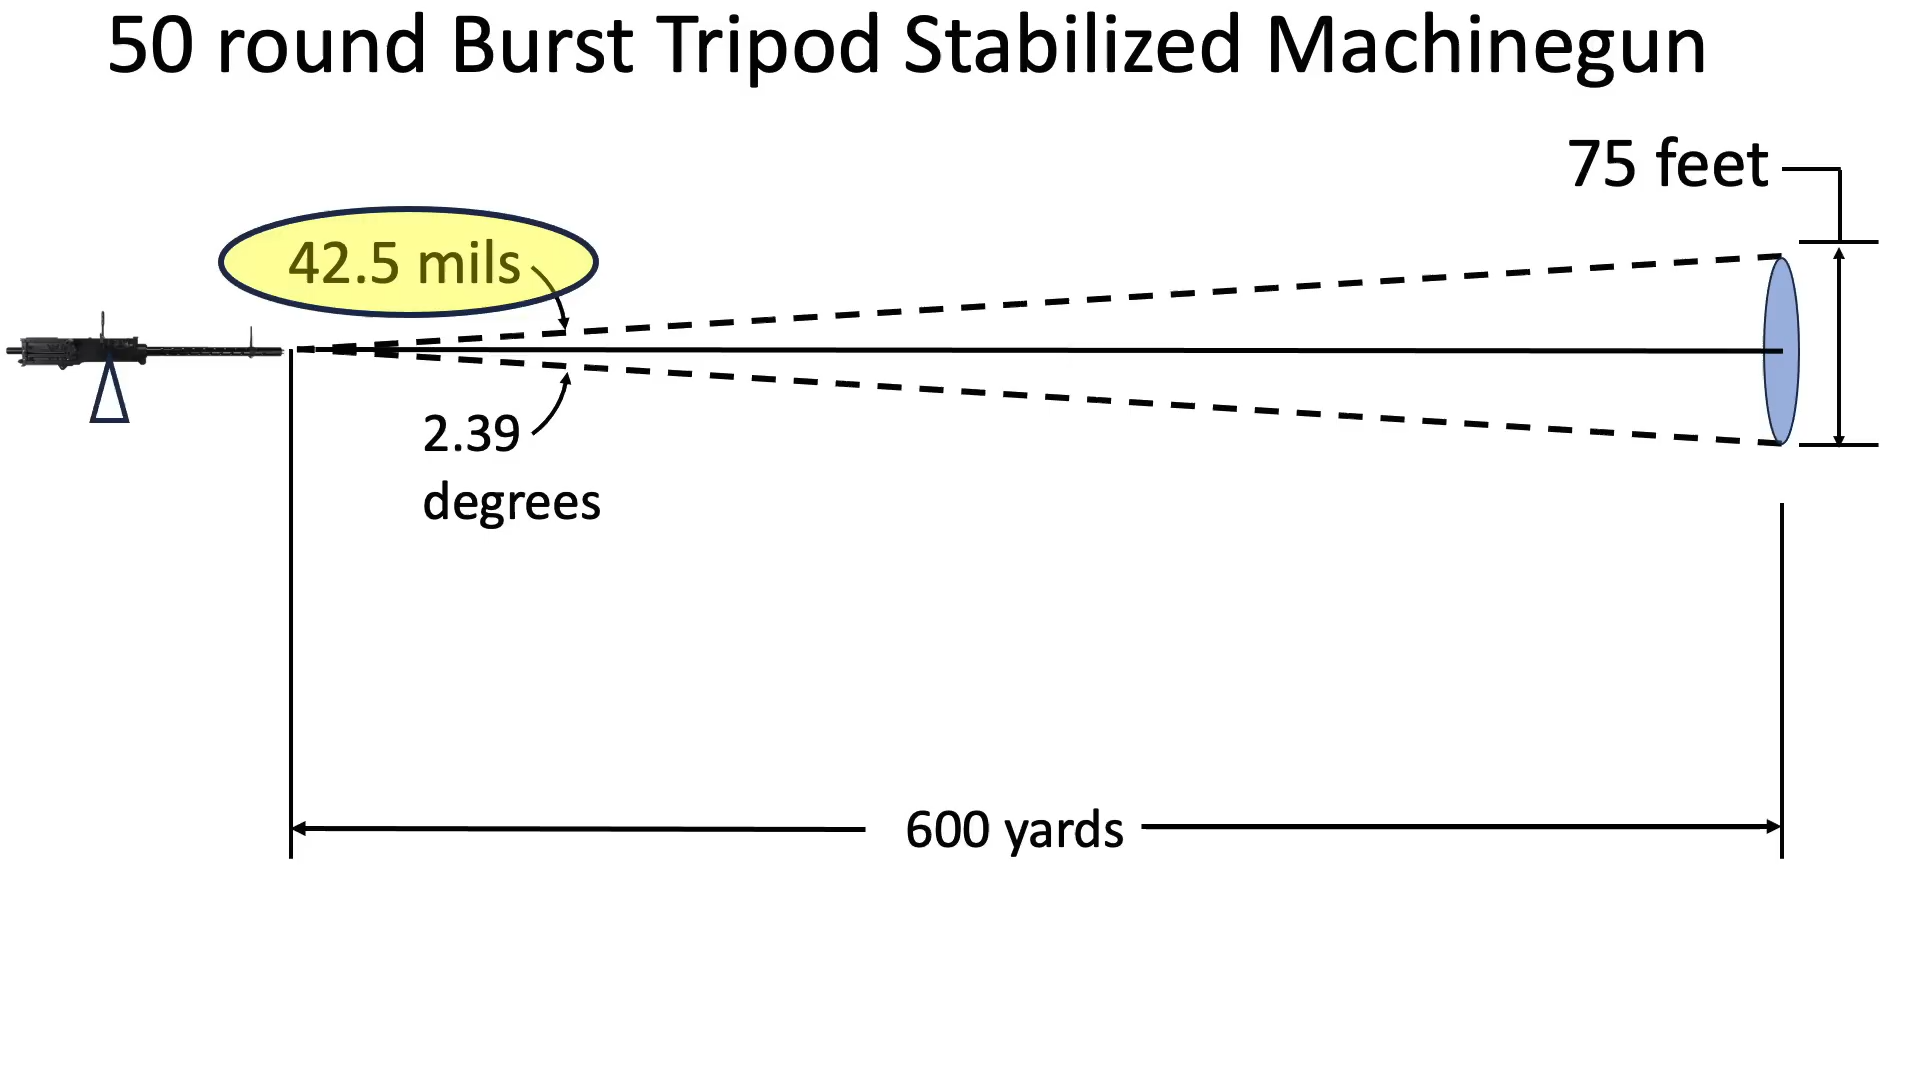 50 round Burst Tripod Stabilized Machinegun
75 feet
42.5 mils
2.39
degrees
600 yards